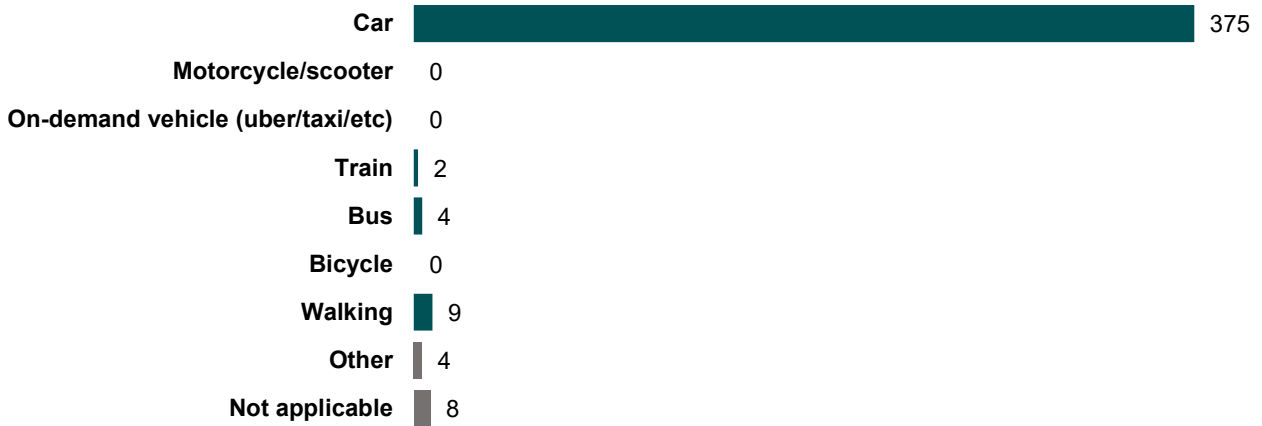 Car 375
Motorcycle/scooter 0
On-demand vehicle (uber/taxi/etc) 0
Train 2
Bus 4
Bicycle 0
Walking 9
Other 4
Not applicable 8